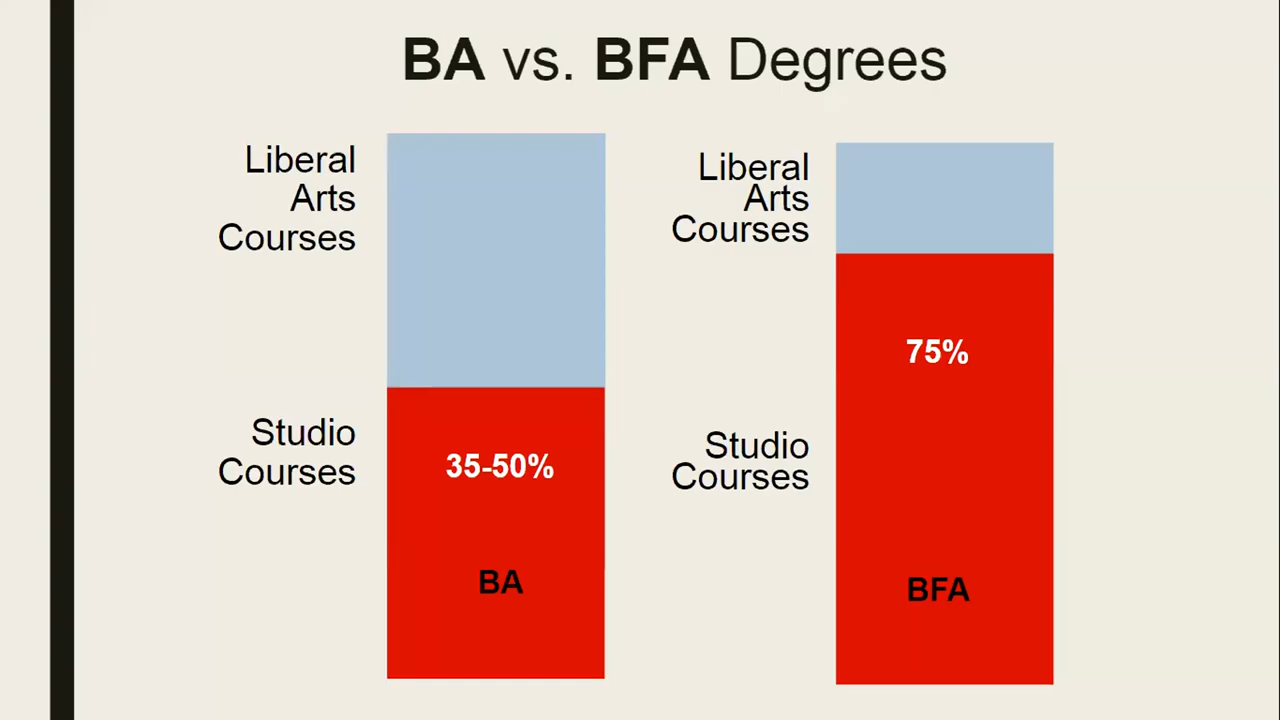 BA vs. BFA Degrees
Liberal
Arts
Courses
Studio
Courses
35-50%
BA
Liberal
Arts
Courses
75%
Studio
Courses
BFA